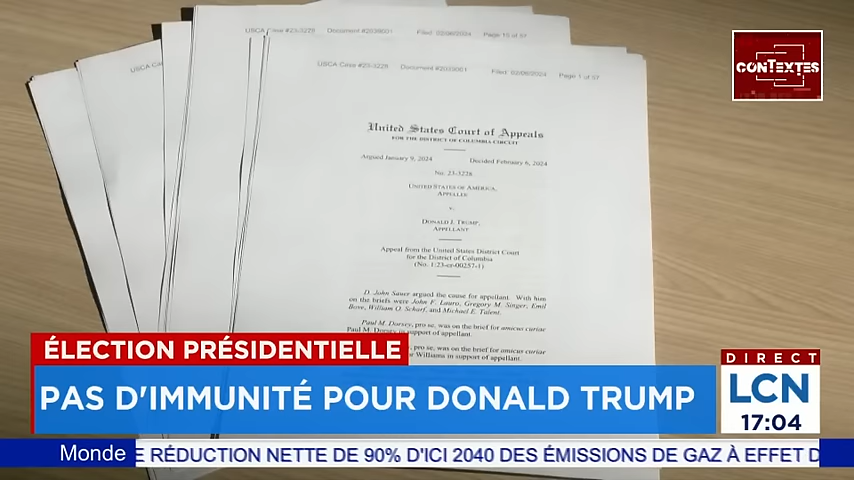 USCA Case #23-3228 Document #2039001 Filed: 02/06/2024 Page 15 of 57
USCA Case #23-3228 Document #2039001 Filed: 02/06/2024 Page 1 of 57
USCA Case
CONTEXTES
United States Court of Appeals
FOR THE DISTRICT OF COLUMBIA CIRCUIT
Argued January 9, 2024 Decided February 6, 2024
No. 23-3228
UNITED STATES OF AMERICA,
APPELLEE
v.
DONALD J. TRUMP,
APPELLANT
Appeal from the United States District Court
for the District of Columbia
(No. 1:23-cr-00257-1)
D. John Sauer argued the cause for appellant. With him
on the briefs were John F. Lauro, Gregory M. Singer, Emil
Bove, William O. Scharf, and Michael E. Talent.
Paul M. Dorsey, pro se, was on the brief for amicus curiae
Paul M. Dorsey in support of appellant.
, pro se, was on the brief for amicus curiae
Williams in support of appellant.
ÉLECTION PRÉSIDENTIELLE
PAS D'IMMUNITÉ POUR DONALD TRUMP
DIRECT
LCN
17:04
Monde E RÉDUCTION NETTE DE 90% D'ICI 2040 DES ÉMISSIONS DE GAZ À EFFET D